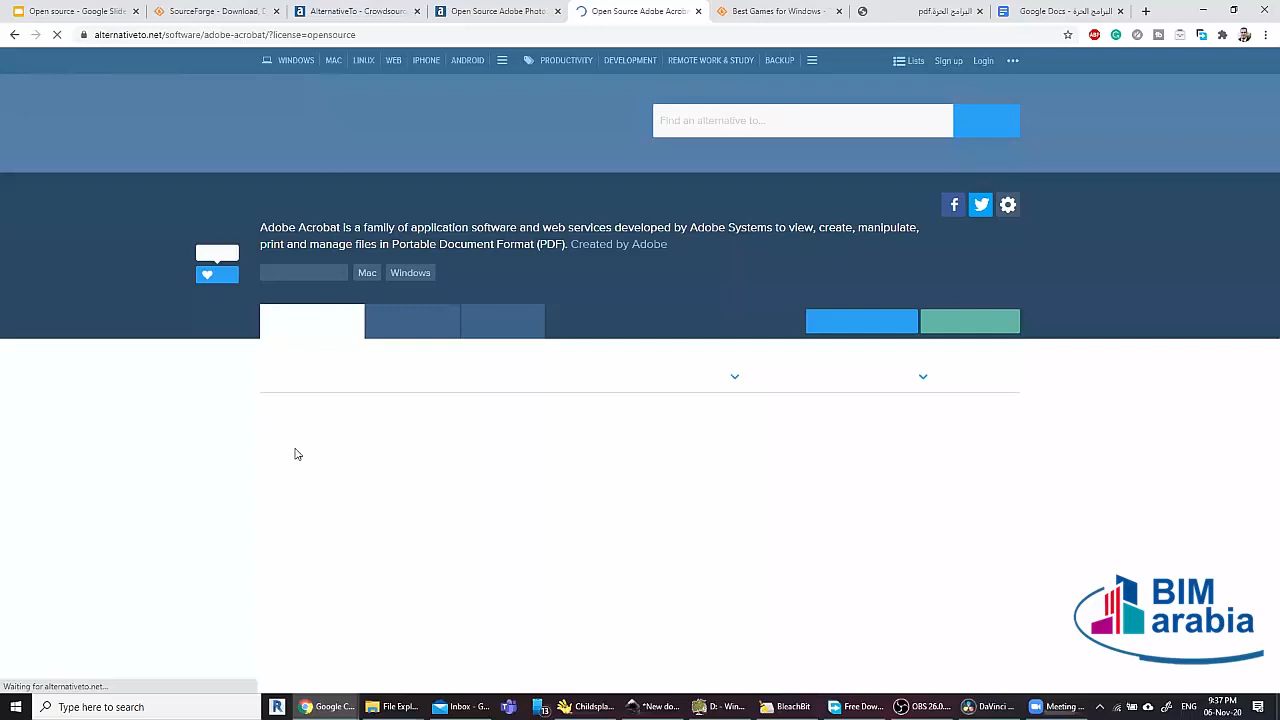 Open source - Google Slide
SourceForge - Download, D
AlternativeTo - Crowdsourc
Open Source Adobe Photo
Open Source Adobe Acroba
Best Games for Windows -
البرامج الحرة.pdf
البرامج الحرة - Google Docs
alternativeto.net/software/adobe-acrobat/?license=opensource
WINDOWS MAC LINUX WEB IPHONE ANDROID PRODUCTIVITY DEVELOPMENT REMOTE WORK & STUDY BACKUP Lists Sign up Login
Find an alternative to...
Adobe Acrobat is a family of application software and web services developed by Adobe Systems to view, create, manipulate,
print and manage files in Portable Document Format (PDF). Created by Adobe
Mac Windows
BIM
arabia
Waiting for alternativeto.net...
Type here to search
Google C...
File Expl...
Inbox - G...
13
Childspla...
*New do...
D: - Win...
BleachBit
Free Dow...
OBS 26.0...
DaVinci ...
Meeting ...
9:37 PM
06-Nov-20